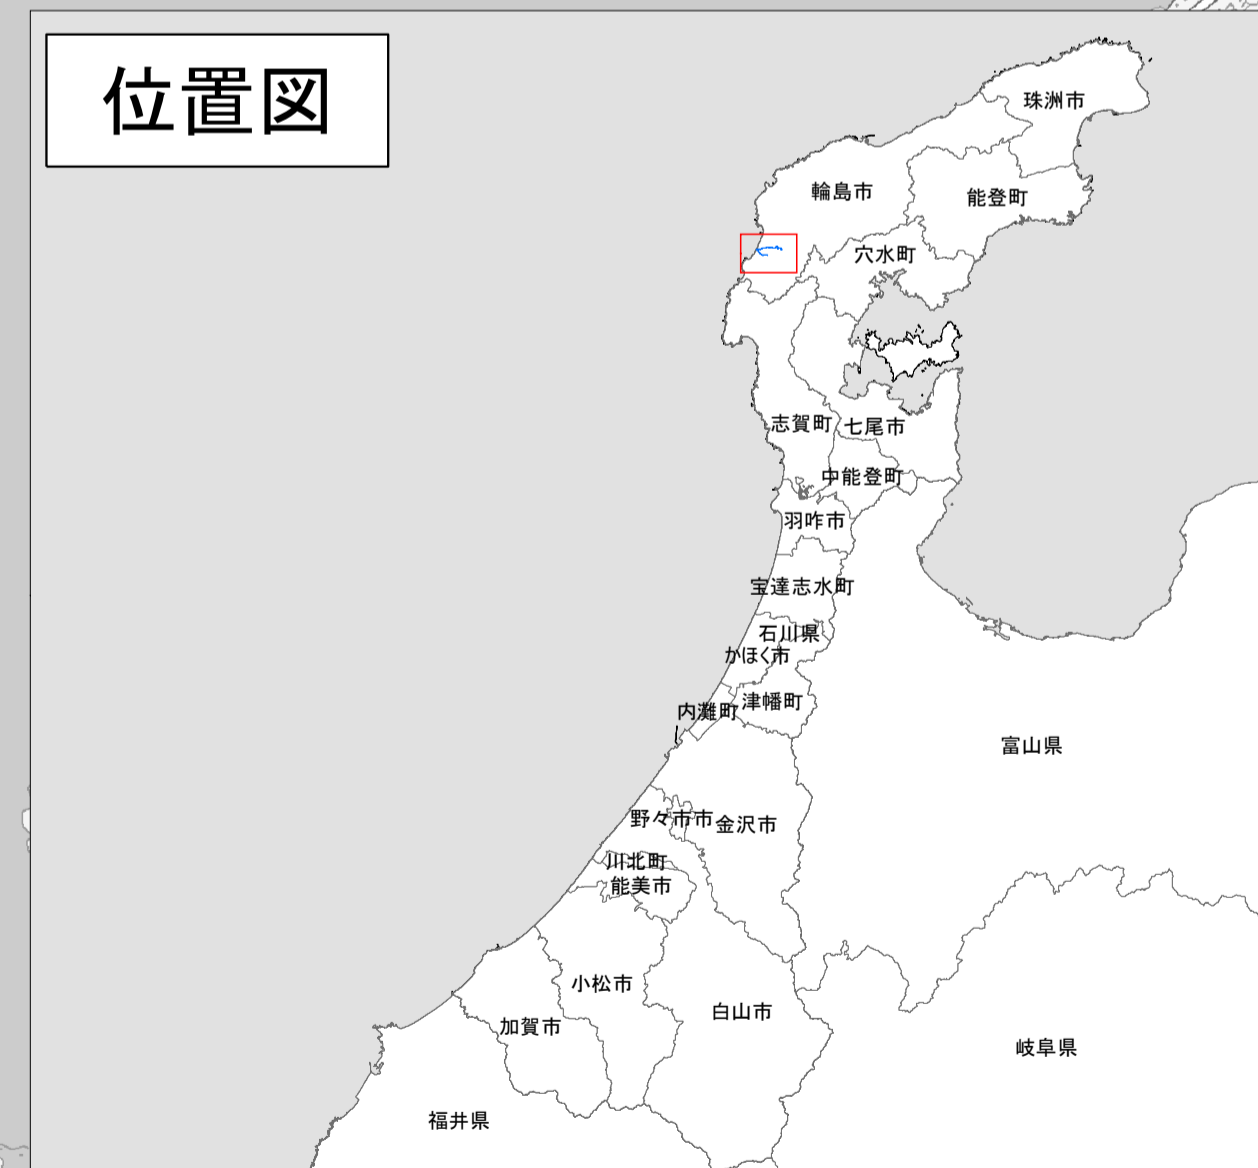 位置図
珠洲市
輪島市
能登町
穴水町
志賀町
七尾市
中能登町
羽咋市
宝達志水町
石川県
かほく市
津幡町
内灘町
富山県
野々市市
金沢市
川北町
能美市
小松市
白山市
加賀市
岐阜県
福井県